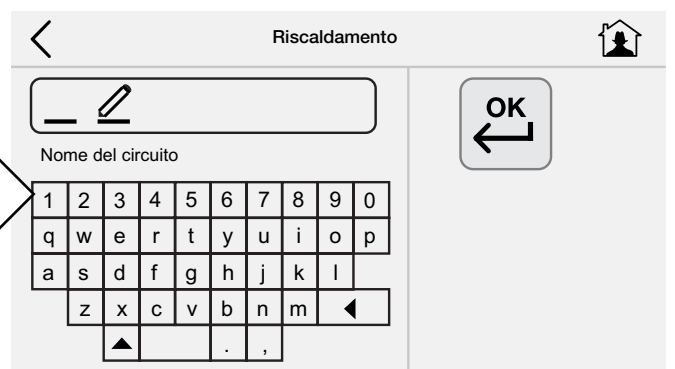 Riscaldamento
OK
Nome del circuito
1 2 3 4 5 6 7 8 9 0
q w e r t y u i o p
a s d f g h j k l
z x c v b n m
. ,